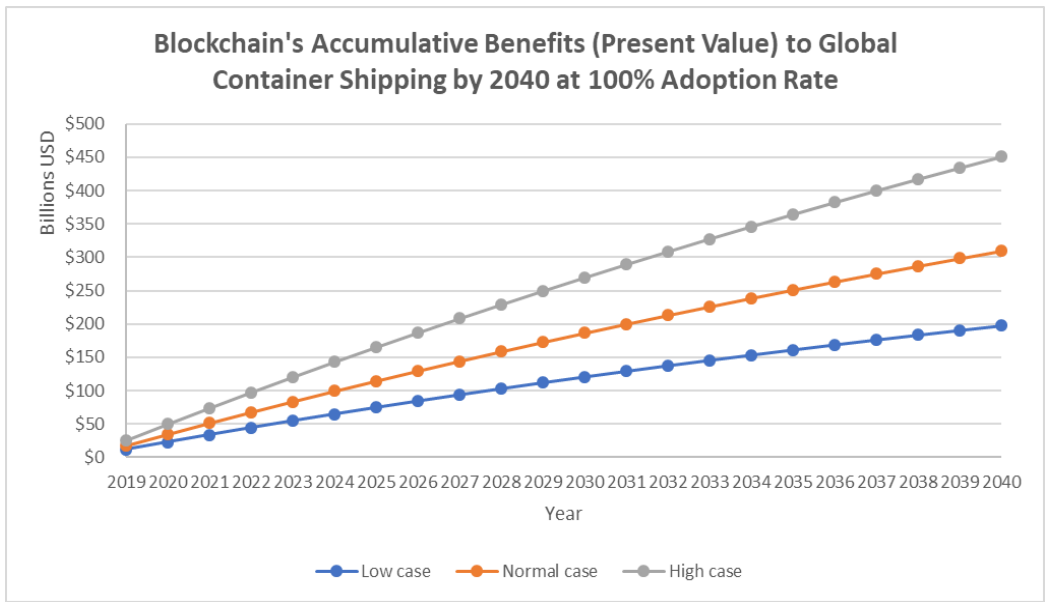 Blockchain's Accumulative Benefits (Present Value) to Global
Container Shipping by 2040 at 100% Adoption Rate
Billions USD
$500
$450
$400
$350
$300
$250
$200
$150
$100
$50
$0
2019 2020 2021 2022 2023 2024 2025 2026 2027 2028 2029 2030 2031 2032 2033 2034 2035 2036 2037 2038 2039 2040
Year
Low case Normal case High case